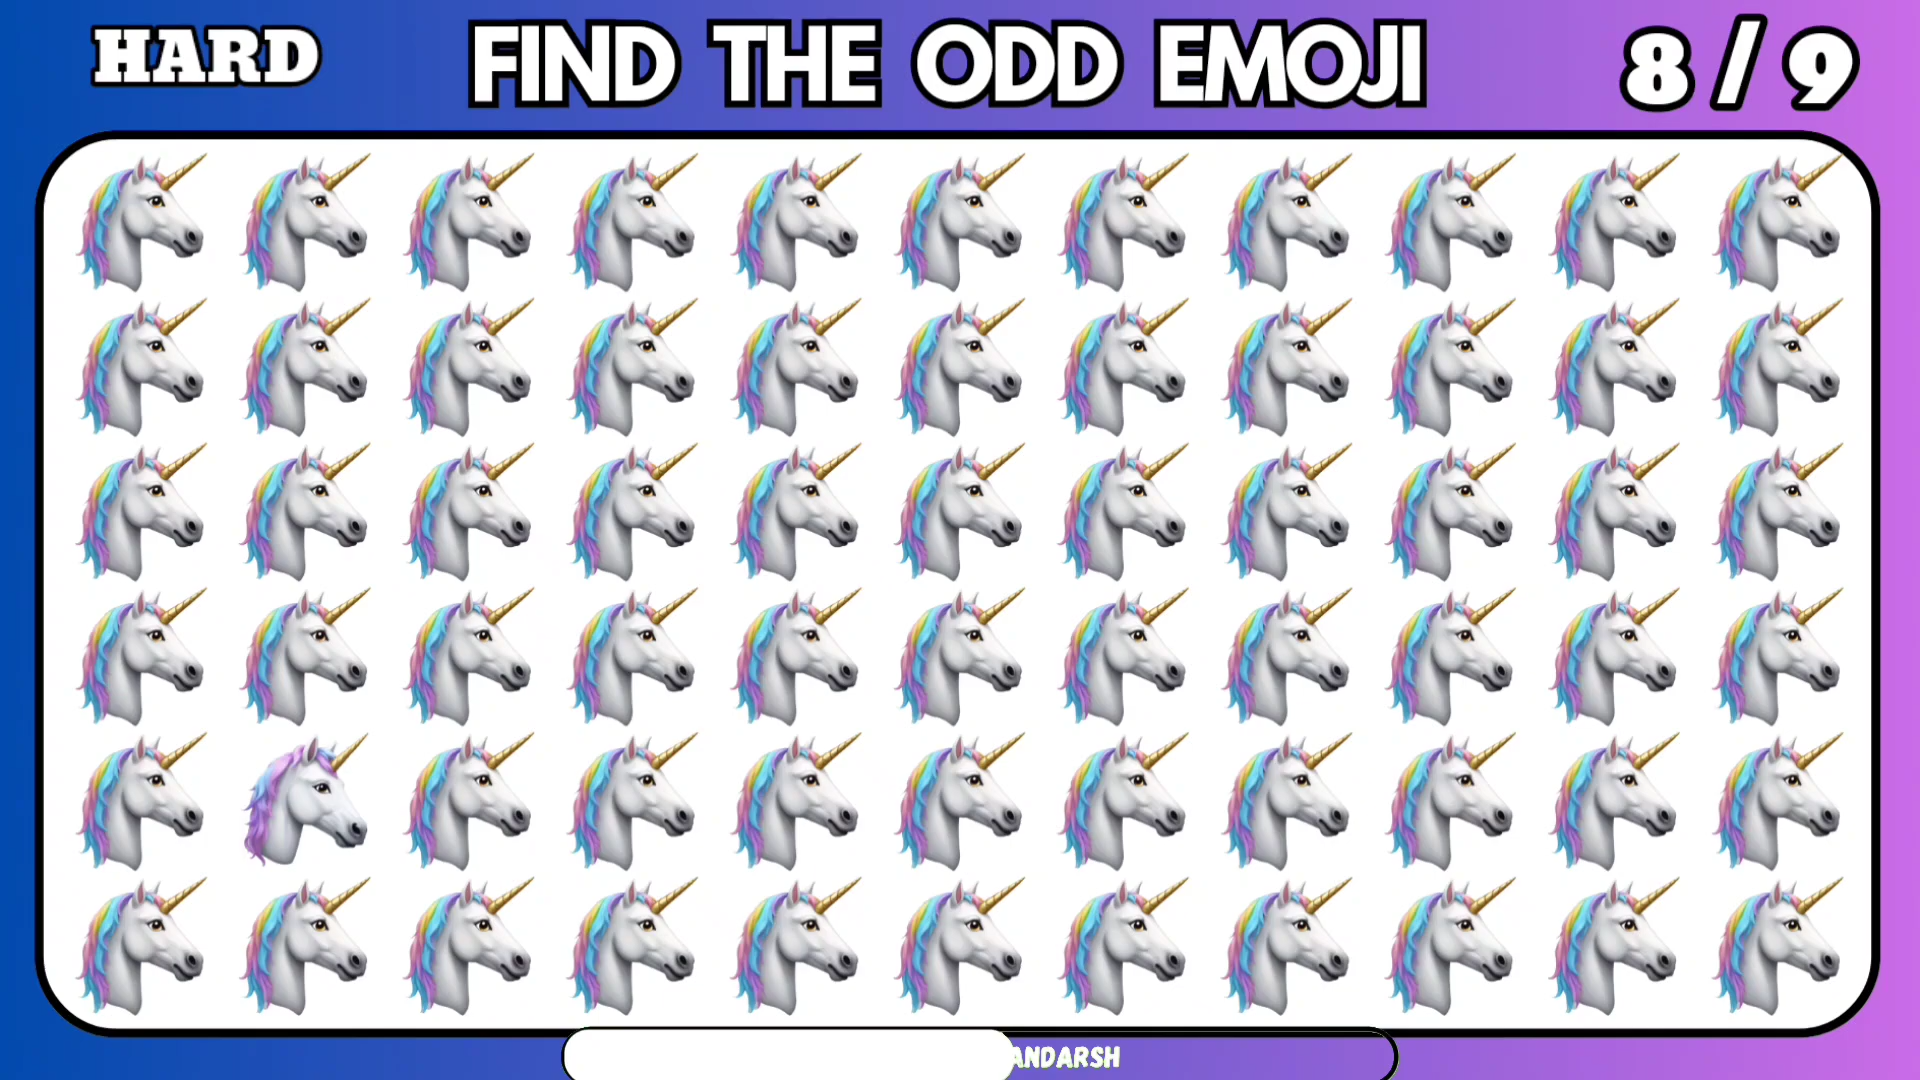 HARD
FIND THE ODD EMOJI
8 / 9
ANDARSH